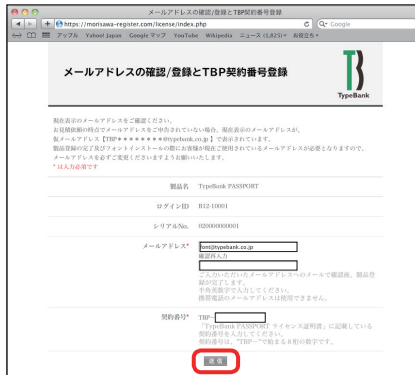 メールアドレスの確認/登録とTBP契約番号登録
https://morisawa-register.com/license/index.php
Google
アップル Yahoo! Japan Google マップ YouTube Wikipedia ニュース (1,825)▼ お役立ち▼
メールアドレスの確認/登録とTBP契約番号登録
TypeBank
現在表示のメールアドレスをご確認ください。
お見積依頼の時点でメールアドレスをご申告されていない場合、現在表示のメールアドレスが、
仮メールアドレス【TBP＊＊＊＊＊＊＊＊@typebank.co.jp】で表示されています。
製品登録の完了及びフォントインストールの際にお客様が現在ご使用されているメールアドレスが必要となりますので、
メールアドレスを必ずご変更くださいますようお願いいたします。
* は入力必須です
製品名 TypeBank PASSPORT
ログインID B12-10001
シリアルNo. 020000000001
メールアドレス* font@typebank.co.jp
確認再入力
ご入力いただいたメールアドレスへのメールで確認後、製品登
録が完了します。
半角英数字で入力してください。
携帯電話のメールアドレスは使用できません。
契約番号* TBP-
「TypeBank PASSPORT ライセンス証明書」に記載している
契約番号を入力してください。
契約番号は、"TBP-"で始まる8桁の数字です。
送信